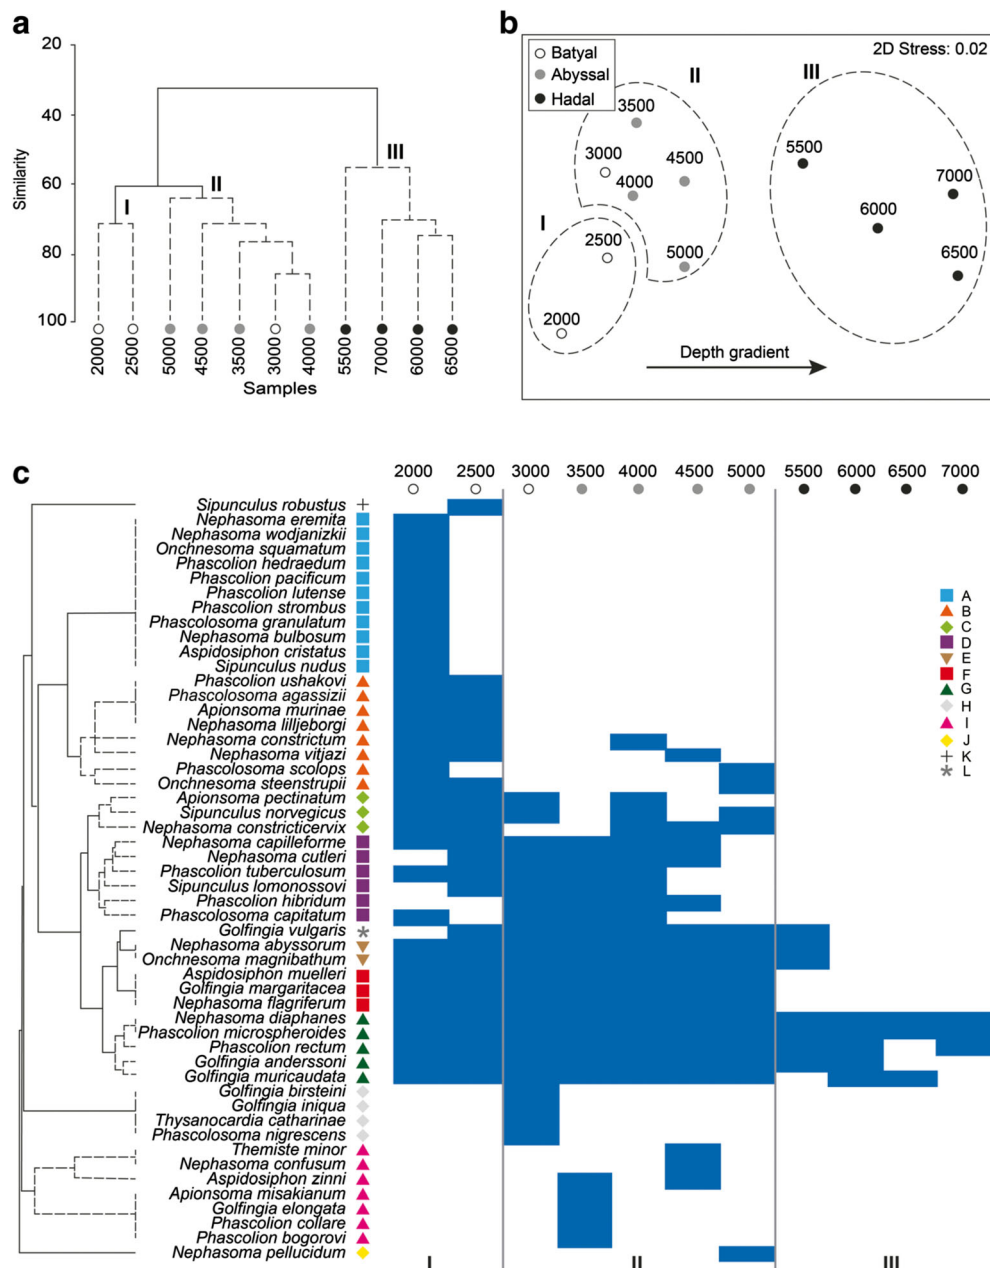 a
20
40
60
80
100
Similarity
I
II
III
2000
2500
5000
4500
3500
3000
4000
5500
7000
6000
6500
Samples
b
Batyal
Abyssal
Hadal
2D Stress: 0.02
II
III
3500
3000
4500
4000
5500
7000
6000
I
2500
5000
6500
2000
Depth gradient
c
2000 2500 3000 3500 4000 4500 5000 5500 6000 6500 7000
Sipunculus robustus
Nephasoma eremita
Nephasoma wodjanizkii
Onchnesoma squamatum
Phascolion hedraedum
Phascolion pacificum
Phascolion lutense
Phascolion strombus
Phascolosoma granulatum
Nephasoma bulbosum
Aspidosiphon cristatus
Sipunculus nudus
Phascolion ushakovi
Phascolosoma agassizii
Apionsoma murinae
Nephasoma lilljeborgi
Nephasoma constrictum
Nephasoma vitjazi
Phascolosoma scolops
Onchnesoma steenstrupii
Apionsoma pectinatum
Sipunculus norvegicus
Nephasoma constricticervix
Nephasoma capilleforme
Nephasoma cutleri
Phascolion tuberculosum
Sipunculus lomonossovi
Phascolion hibridum
Phascolosoma capitatum
Golfingia vulgaris
Nephasoma abyssorum
Onchnesoma magnibathum
Aspidosiphon muelleri
Golfingia margaritacea
Nephasoma flagriferum
Nephasoma diaphanes
Phascolion microspheroides
Phascolion rectum
Golfingia anderssoni
Golfingia muricaudata
Golfingia birsteini
Golfingia iniqua
Thysanocardia catharinae
Phascolosoma nigrescens
Themiste minor
Nephasoma confusum
Aspidosiphon zinni
Apionsoma misakianum
Golfingia elongata
Phascolion collare
Phascolion bogorovi
Nephasoma pellucidum
A
B
C
D
E
F
G
H
I
J
K
L
I II III